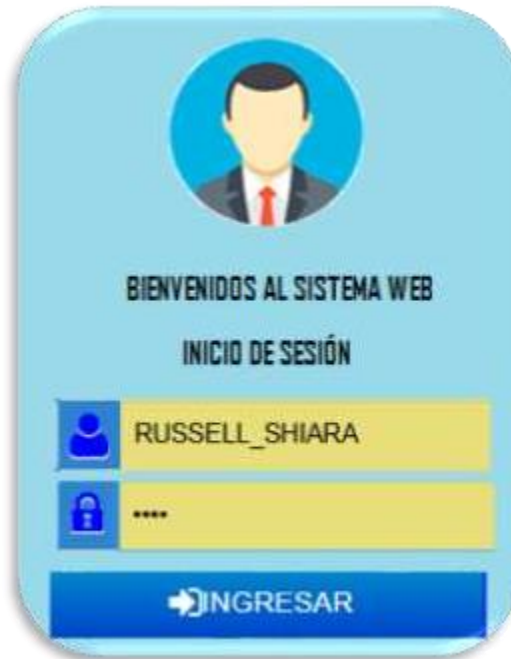 BIENVENIDOS AL SISTEMA WEB
INICIO DE SESIÓN
RUSSELL_SHIARA
••••
INGRESAR